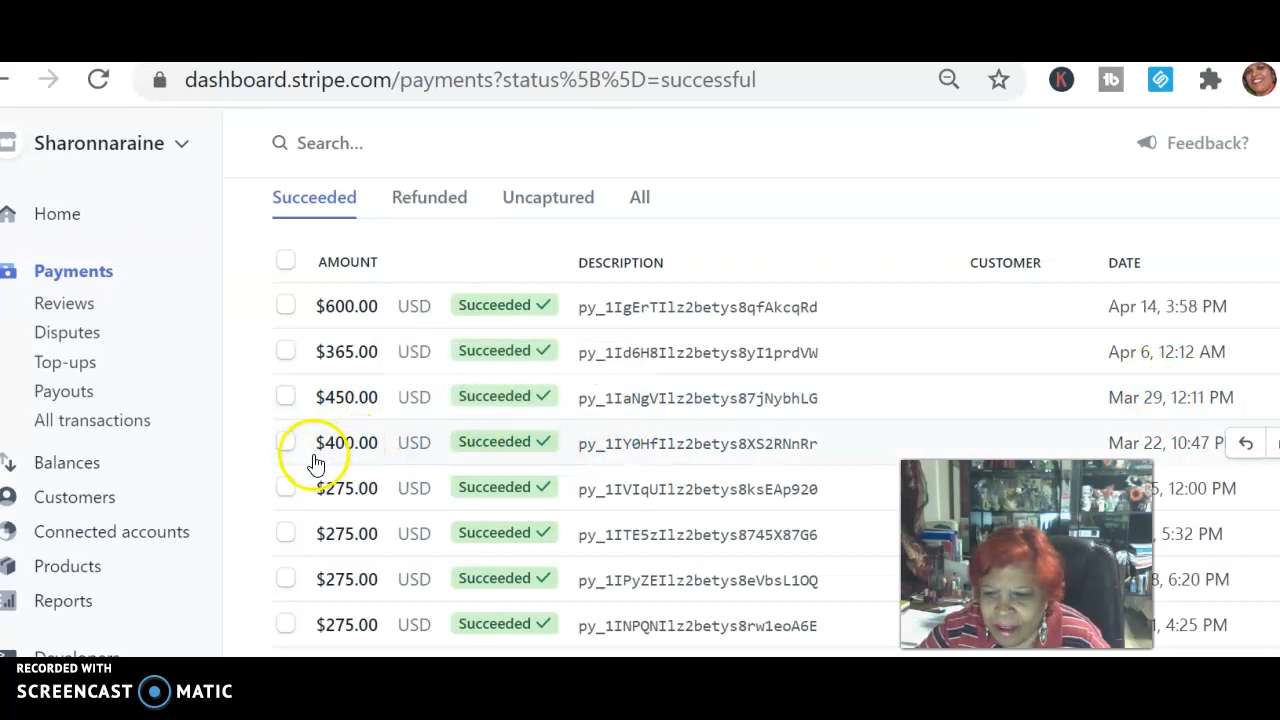 dashboard.stripe.com/payments?status%5B%5D=successful
K
tb
Sharonnaraine
Search...
Feedback?
Succeeded Refunded Uncaptured All
Home
Payments
Reviews
Disputes
Top-ups
Payouts
All transactions
Balances
Customers
Connected accounts
Products
Reports
AMOUNT DESCRIPTION CUSTOMER DATE
$600.00 USD Succeeded py_1IgErTIlz2betys8qfAkcqRd Apr 14, 3:58 PM
$365.00 USD Succeeded py_1Id6H8Ilz2betys8yI1prdVW Apr 6, 12:12 AM
$450.00 USD Succeeded py_1IaNgVIlz2betys87jNybhLG Mar 29, 12:11 PM
$400.00 USD Succeeded py_1IY0HfIlz2betys8XS2RNnRr Mar 22, 10:47 P
$275.00 USD Succeeded py_1IVIqUIlz2betys8ksEAp920 5, 12:00 PM
$275.00 USD Succeeded py_1ITE5zIlz2betys8745X87G6 5:32 PM
$275.00 USD Succeeded py_1IPyZEIlz2betys8eVbsL1OQ 8, 6:20 PM
$275.00 USD Succeeded py_1INPQNIlz2betys8rw1eoA6E 1, 4:25 PM
RECORDED WITH
SCREENCAST MATIC